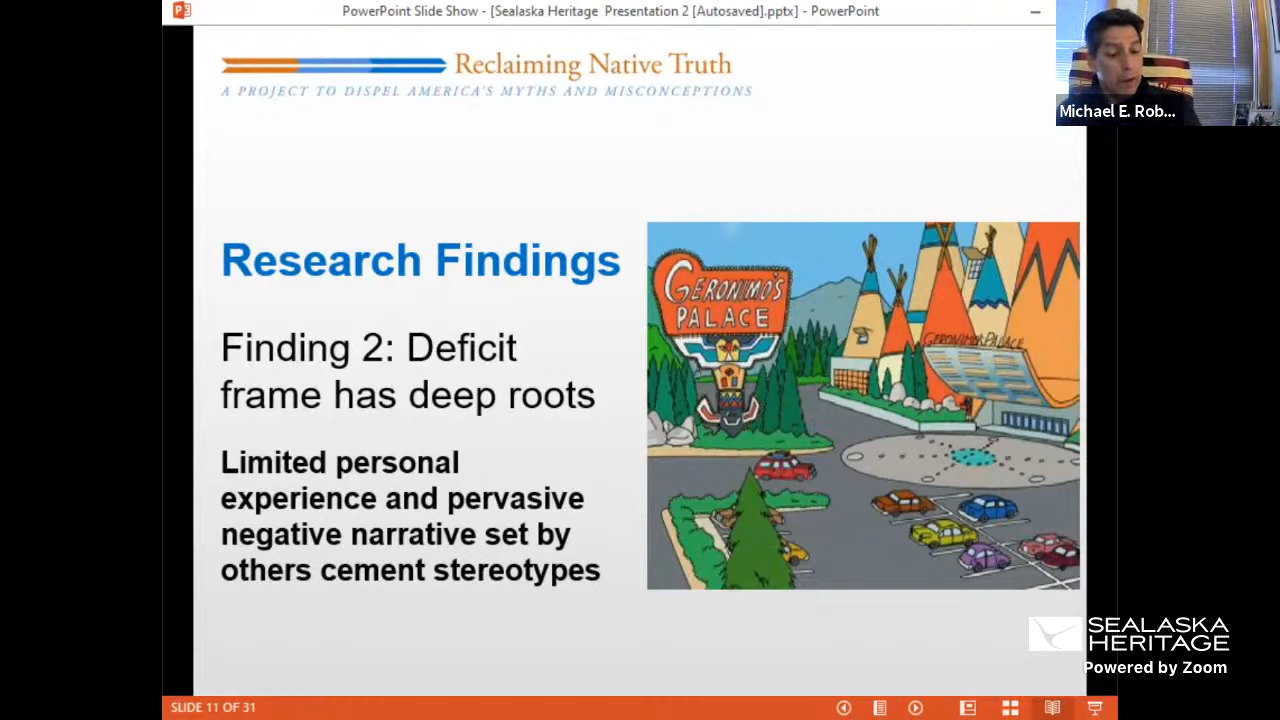 PowerPoint Slide Show - [Sealaska Heritage Presentation 2 [Autosaved].pptx] - PowerPoint
Reclaiming Native Truth
A PROJECT TO DISPEL AMERICA'S MYTHS AND MISCONCEPTIONS
Michael E. Rob...
Research Findings
Finding 2: Deficit
frame has deep roots
Limited personal
experience and pervasive
negative narrative set by
others cement stereotypes
GERONIMO'S
PALACE
GERONIMO'S PALACE
SEALASKA
HERITAGE
Powered by Zoom
SLIDE 11 OF 31